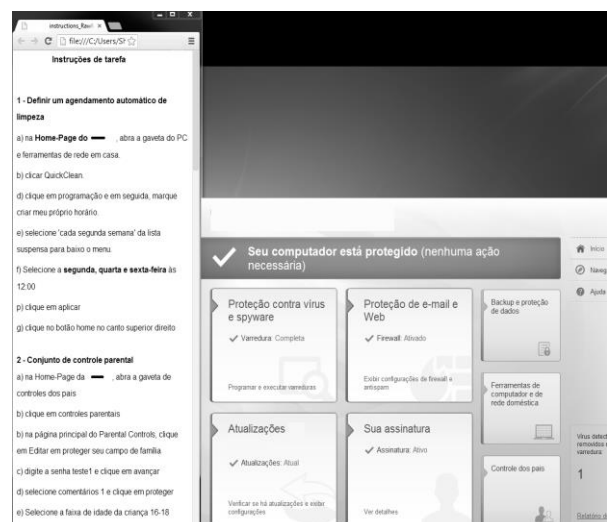 instructions_Raw
file:///C:/Users/S
Instruções de tarefa
1 - Definir um agendamento automático de
limpeza
a) na Home-Page do , abra a gaveta do PC
e ferramentas de rede em casa.
b) clicar QuickClean.
d) clique em programação e em seguida, marque
criar meu próprio horário.
e) selecione 'cada segunda semana' da lista
suspensa para baixo o menu
f) Selecione a segunda, quarta e sexta-feira às
12:00
p) clique em aplicar
g) clique no botão home no canto superior direito
2 - Conjunto de controle parental
a) na Home-Page da , abra a gaveta de
controles dos pais
b) clique em controles parentais
b) na página principal do Parental Controls, clique
em Editar em proteger seu campo de família
c) digite a senha teste1 e clique em avançar
d) selecione comentários 1 e clique em proteger
e) Selecione a faixa de idade da criança 16-18
Seu computador está protegido (nenhuma ação
necessária)
Proteção contra vírus
e spyware
Varredura: Completa
Programar e executar varreduras
Proteção de e-mail e
Web
Firewall: Ativado
Exibir configurações de firewall e
antispam
Backup e proteção
de dados
Ferramentas de
computador e de
rede doméstica
Atualizações
Atualizações: Atual
Verificar se há atualizações e exibir
configurações
Sua assinatura
Assinatura: Ativo
Ver detalhes
Controle dos pais
Início
Naveg
Ajuda
Vírus detect
removidos
varredura:
1
Relatório d